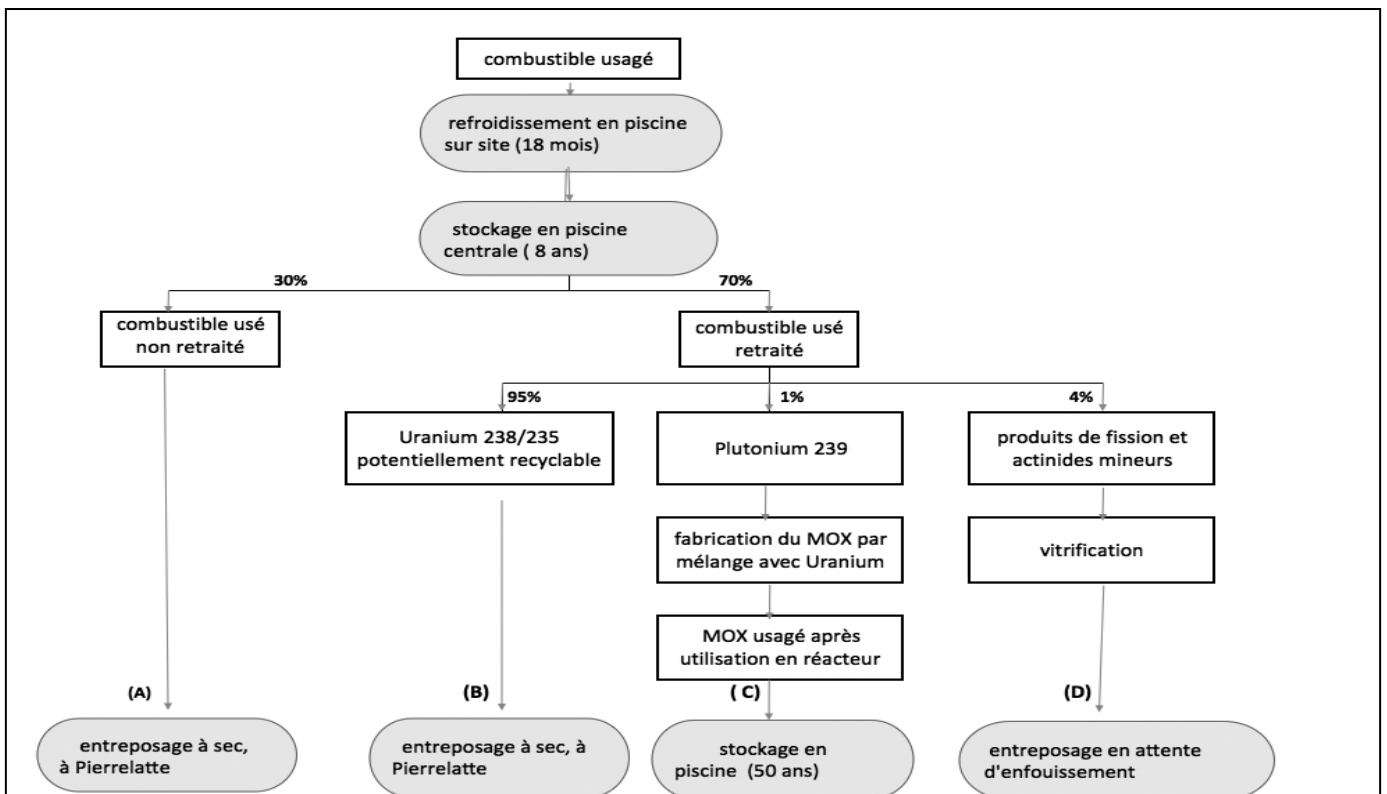 combustible usagé
refroidissement en piscine
sur site (18 mois)
stockage en piscine
centrale ( 8 ans)
30%
70%
combustible usé
non retraité
combustible usé
retraité
95%
1%
4%
Uranium 238/235
potentiellement recyclable
Plutonium 239
produits de fission et
actinides mineurs
fabrication du MOX par
mélange avec Uranium
vitrification
MOX usagé après
utilisation en réacteur
(A)
(B)
( C)
(D)
entreposage à sec,
à Pierrelatte
entreposage à sec, à
Pierrelatte
stockage en
piscine (50 ans)
entreposage en attente
d'enfouissement